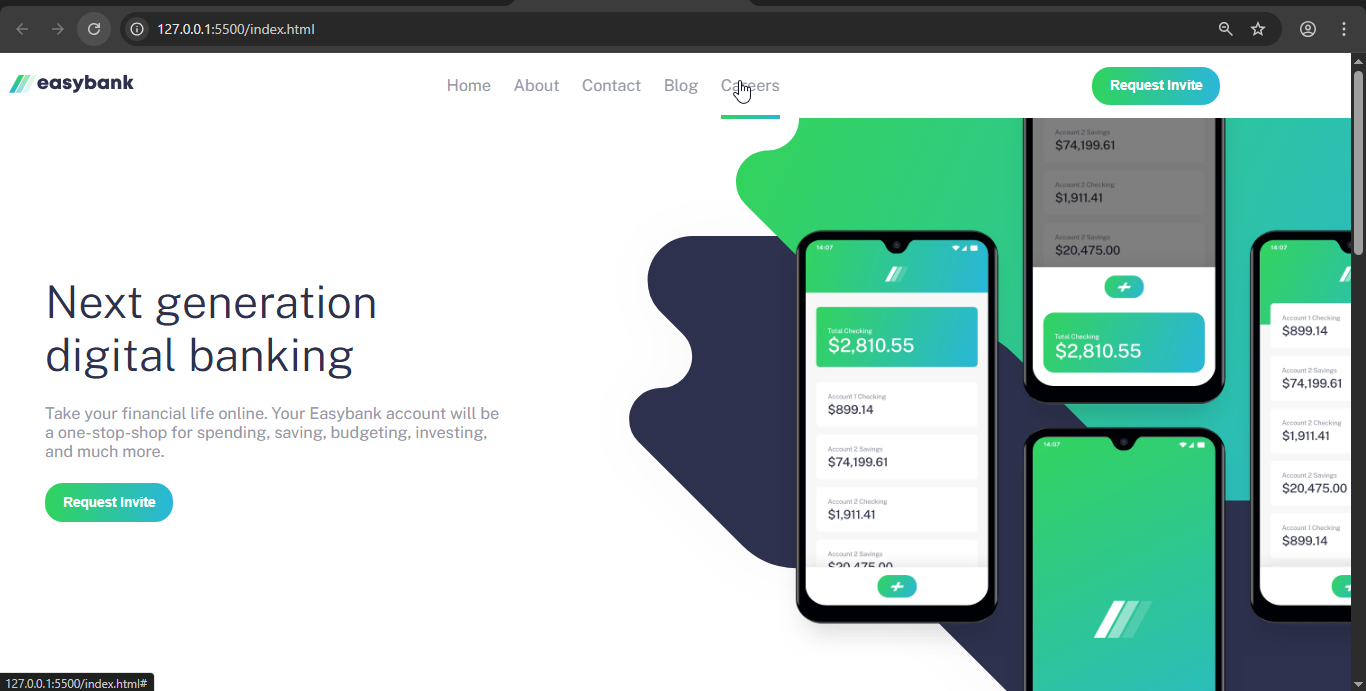 127.0.0.1:5500/index.html
easybank
Home About Contact Blog Careers
Request Invite
Next generation
digital banking
Take your financial life online. Your Easybank account will be
a one-stop-shop for spending, saving, budgeting, investing,
and much more.
Request Invite
14:07
Total Checking
$2,810.55
Account 1 Checking
$899.14
Account 2 Savings
$74,199.61
Account 2 Checking
$1,911.41
Account 2 Savings
$20,475.00
Account 2 Savings
$74,199.61
Account 2 Checking
$1,911.41
Account 2 Savings
$20,475.00
Total Checking
$2,810.55
14:07
14:07
Account 1 Checking
$899.14
Account 2 Savings
$74,199.61
Account 2 Checking
$1,911.41
Account 2 Savings
$20,475.00
Account 1 Checking
$899.14
127.0.0.1:5500/index.html#